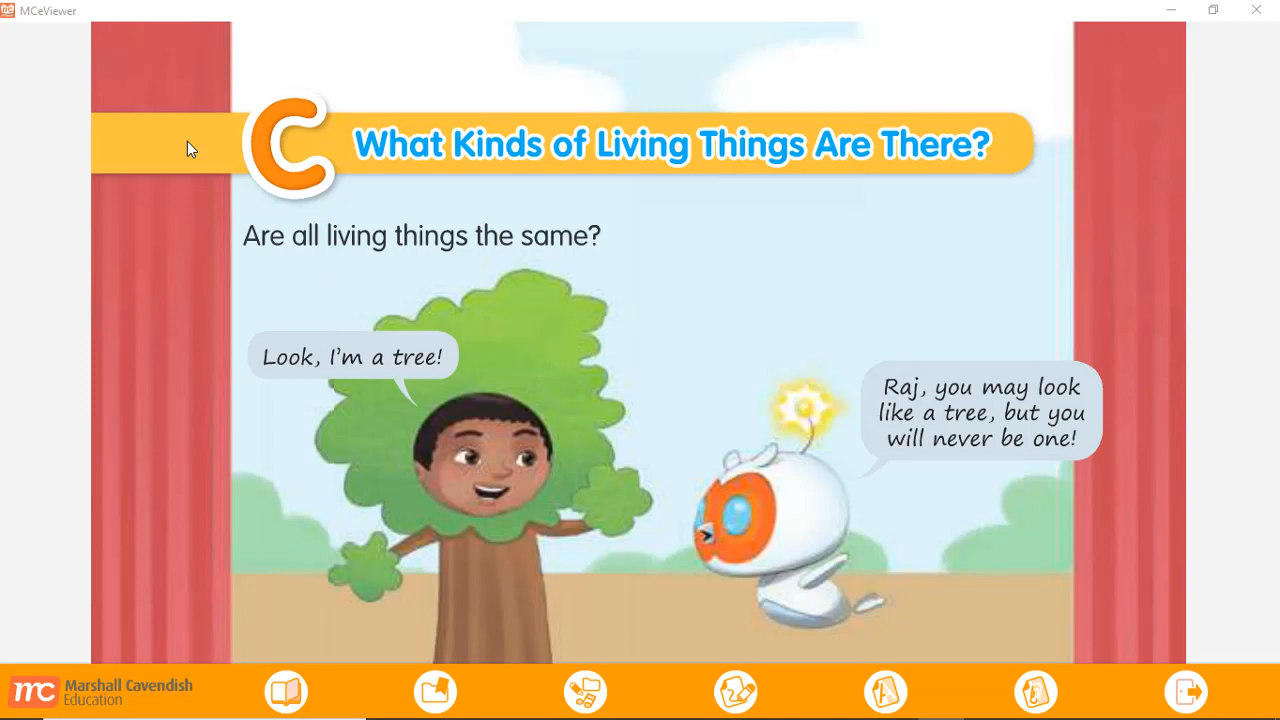 MCeViewer
C
What Kinds of Living Things Are There?
Are all living things the same?
Look, I'm a tree!
Raj, you may look
like a tree, but you
will never be one!
mc
Marshall Cavendish
Education